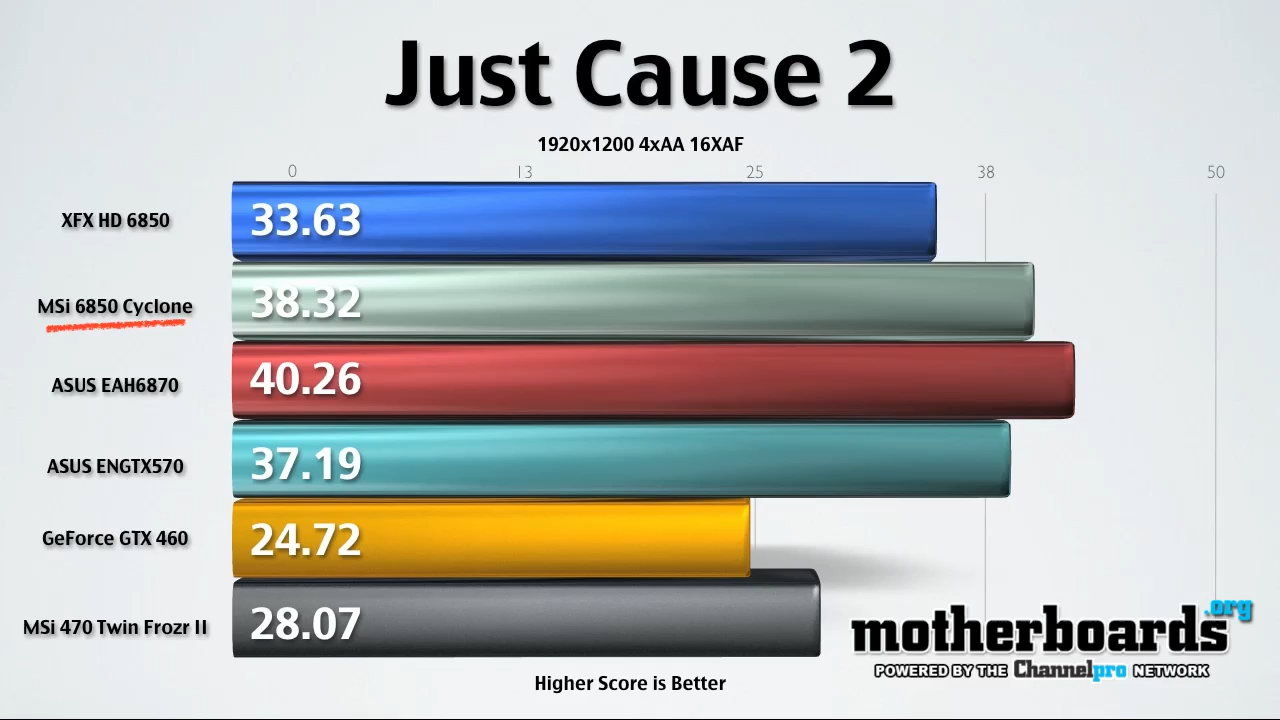 Just Cause 2
1920x1200 4xAA 16XAF
0 13 25 38 50
XFX HD 6850 33.63
MSi 6850 Cyclone 38.32
ASUS EAH6870 40.26
ASUS ENGTX570 37.19
GeForce GTX 460 24.72
MSi 470 Twin Frozr II 28.07
motherboards.org
POWERED BY THE Channelpro NETWORK
Higher Score is Better